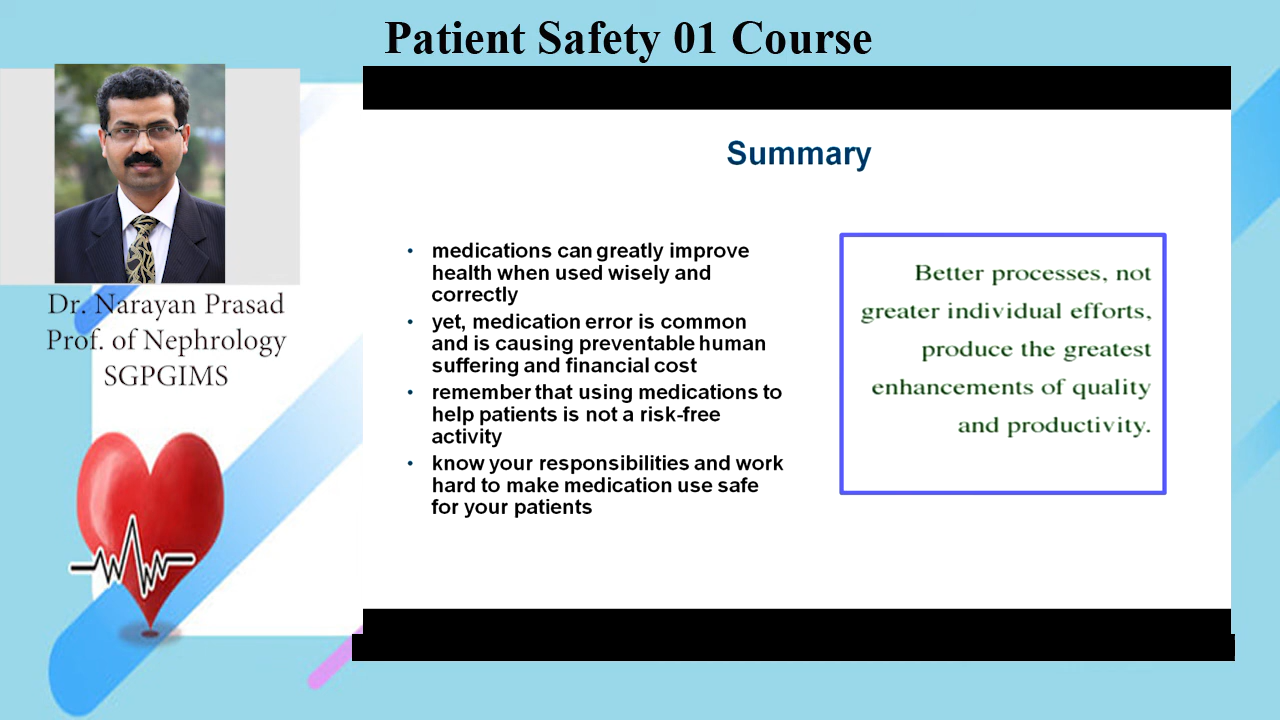 Patient Safety 01 Course
Dr. Narayan Prasad
Prof. of Nephrology
SGPGIMS
Summary
• medications can greatly improve
health when used wisely and
correctly
• yet, medication error is common
and is causing preventable human
suffering and financial cost
• remember that using medications to
help patients is not a risk-free
activity
• know your responsibilities and work
hard to make medication use safe
for your patients
Better processes, not
greater individual efforts,
produce the greatest
enhancements of quality
and productivity.